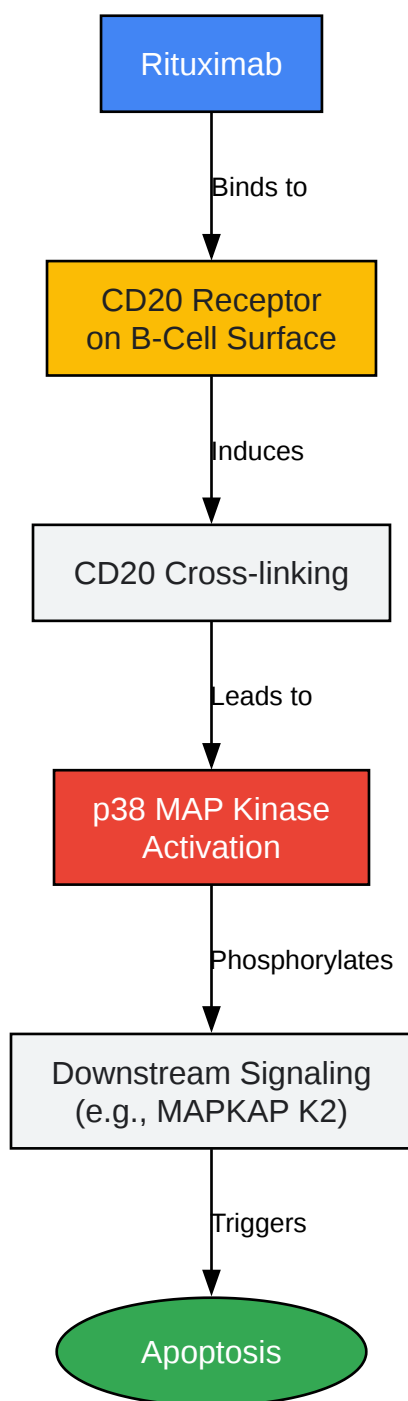 Rituximab
Binds to
CD20 Receptor
on B-Cell Surface
Induces
CD20 Cross-linking
Leads to
p38 MAP Kinase
Activation
Phosphorylates
Downstream Signaling
(e.g., MAPKAP K2)
Triggers
Apoptosis